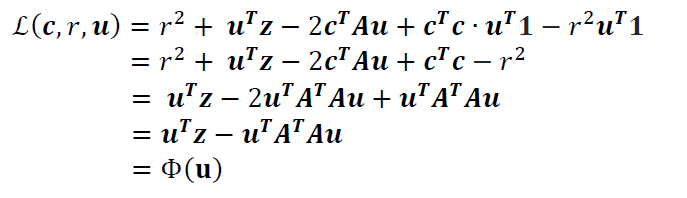 ℒ(c, r, u) = r² + uᵀz − 2cᵀAu + cᵀc · uᵀ1 − r²uᵀ1
= r² + uᵀz − 2cᵀAu + cᵀc − r²
= uᵀz − 2uᵀAᵀAu + uᵀAᵀAu
= uᵀz − uᵀAᵀAu
= Φ(u)